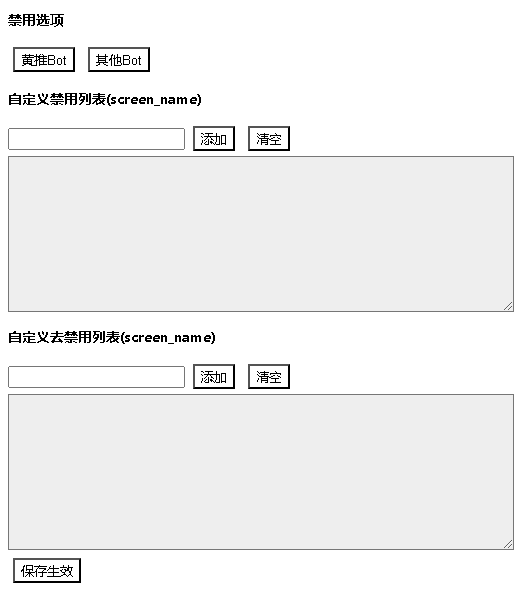 禁用选项
黄推Bot 其他Bot
自定义禁用列表(screen_name)
添加 清空
自定义去禁用列表(screen_name)
添加 清空
保存生效